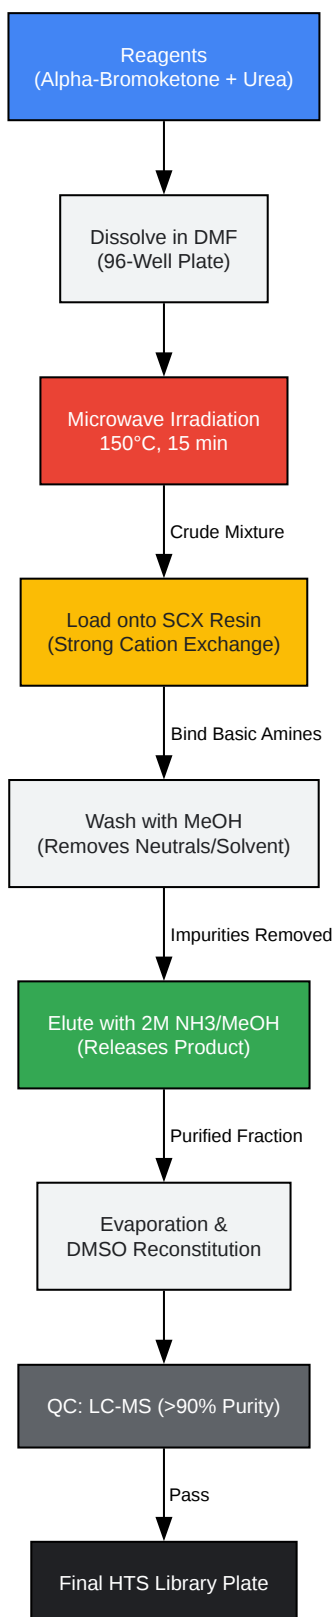 Reagents
(Alpha-Bromoketone + Urea)
Dissolve in DMF
(96-Well Plate)
Microwave Irradiation
150°C, 15 min
Crude Mixture
Load onto SCX Resin
(Strong Cation Exchange)
Bind Basic Amines
Wash with MeOH
(Removes Neutrals/Solvent)
Impurities Removed
Elute with 2M NH3/MeOH
(Releases Product)
Purified Fraction
Evaporation &
DMSO Reconstitution
QC: LC-MS (>90% Purity)
Pass
Final HTS Library Plate